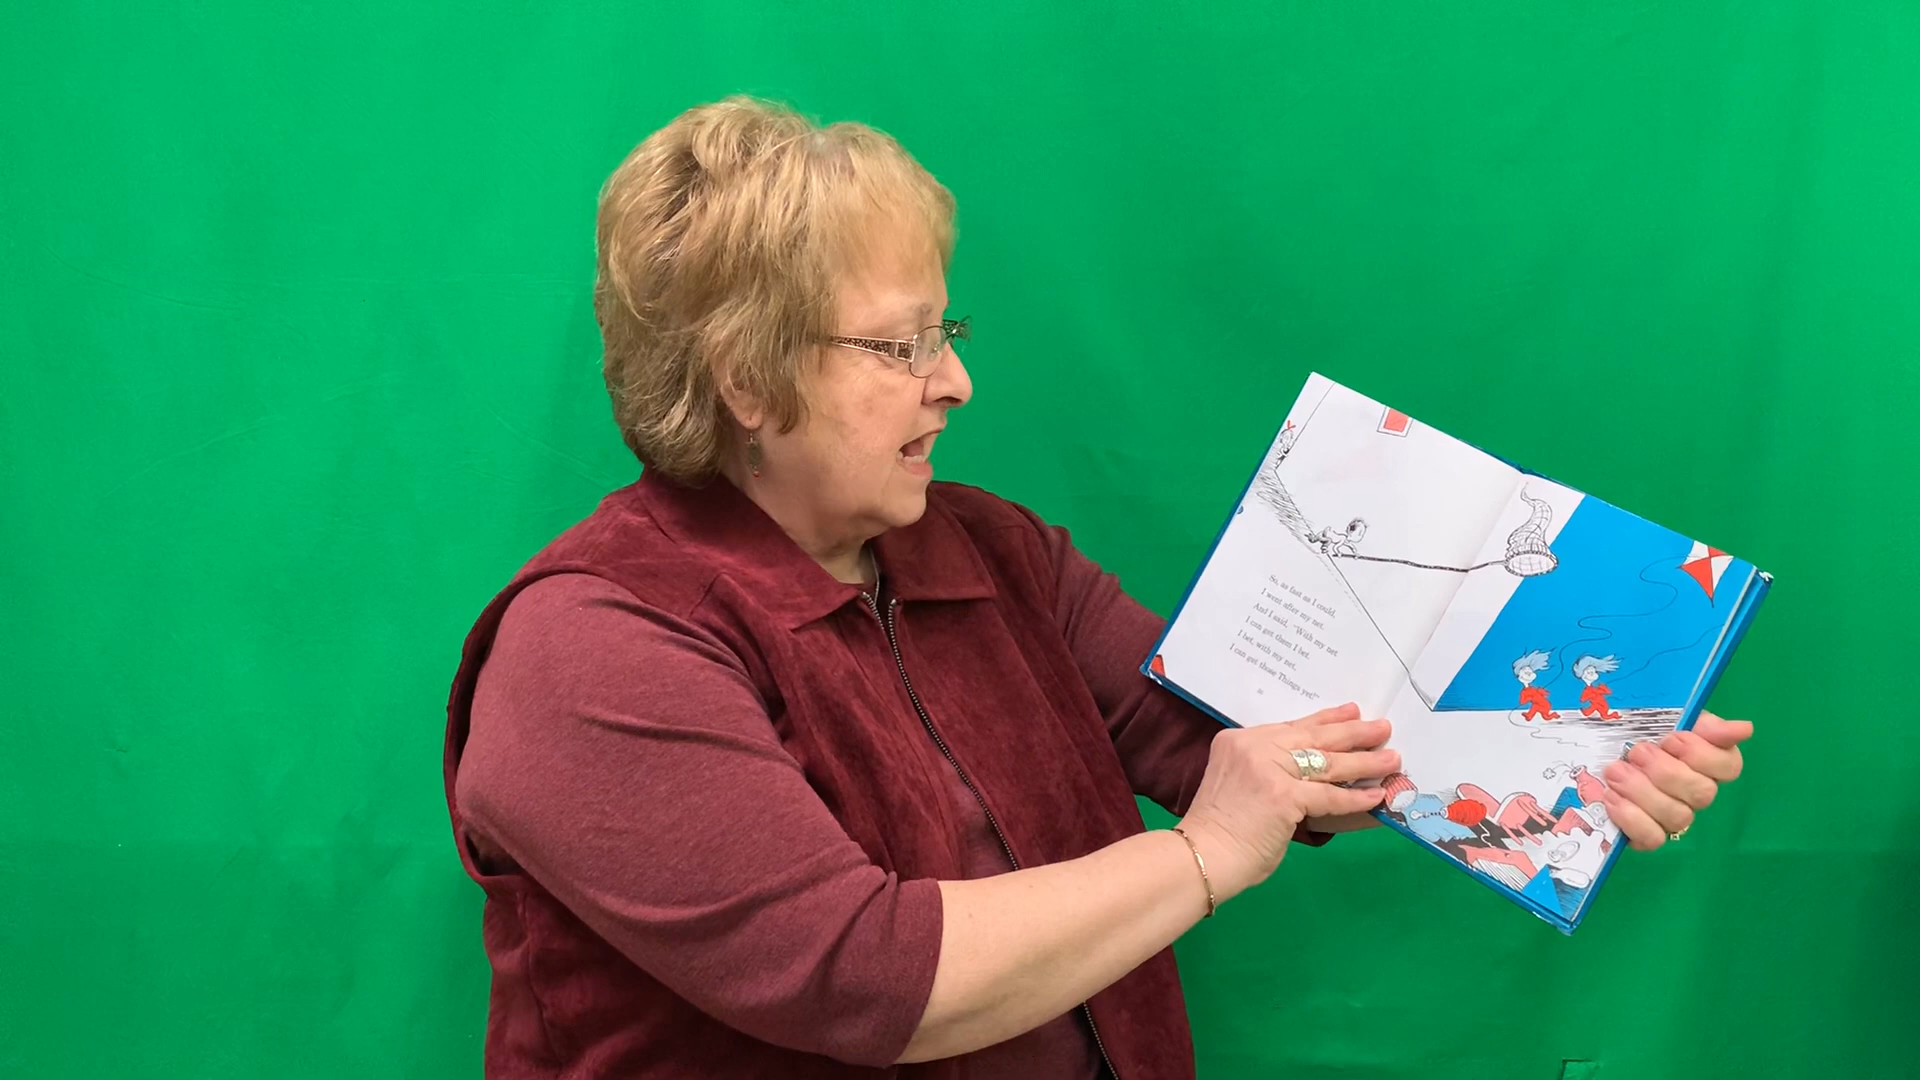 So, as fast as I could,
I went after my net.
And I said, "With my net
I can get them I bet.
I bet, with my net,
I can get those Things yet!"